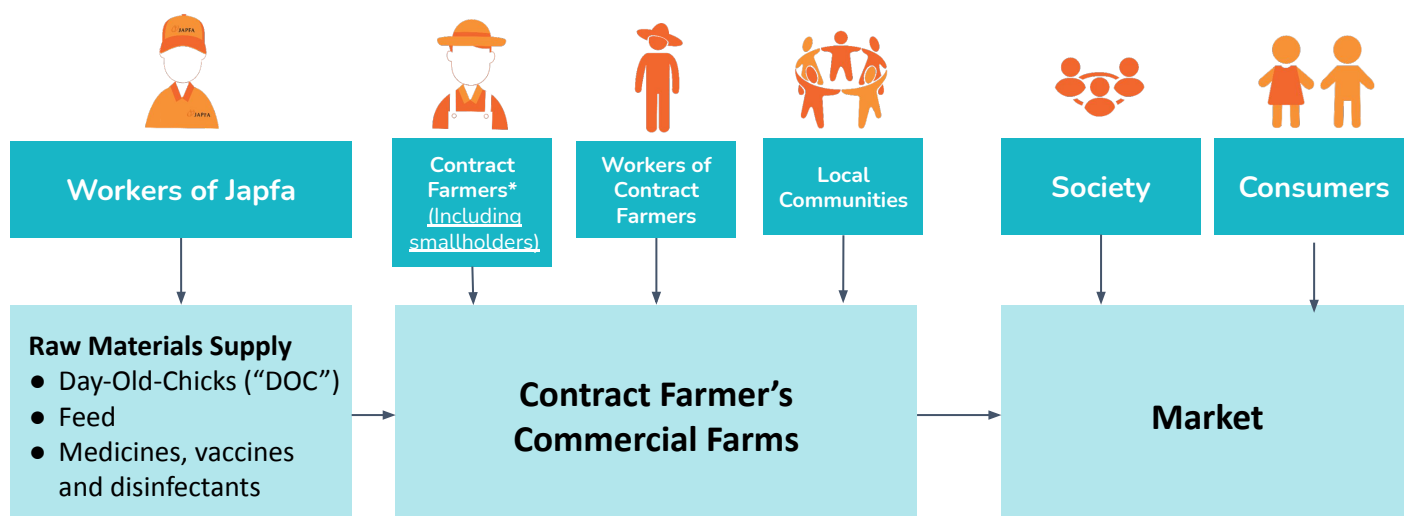 JAPFA
JAPFA
Workers of Japfa
Contract
Farmers*
(Including
smallholders)
Workers of
Contract
Farmers
Local
Communities
Society
Consumers
Raw Materials Supply
● Day-Old-Chicks (“DOC”)
● Feed
● Medicines, vaccines
and disinfectants
Contract Farmer’s
Commercial Farms
Market